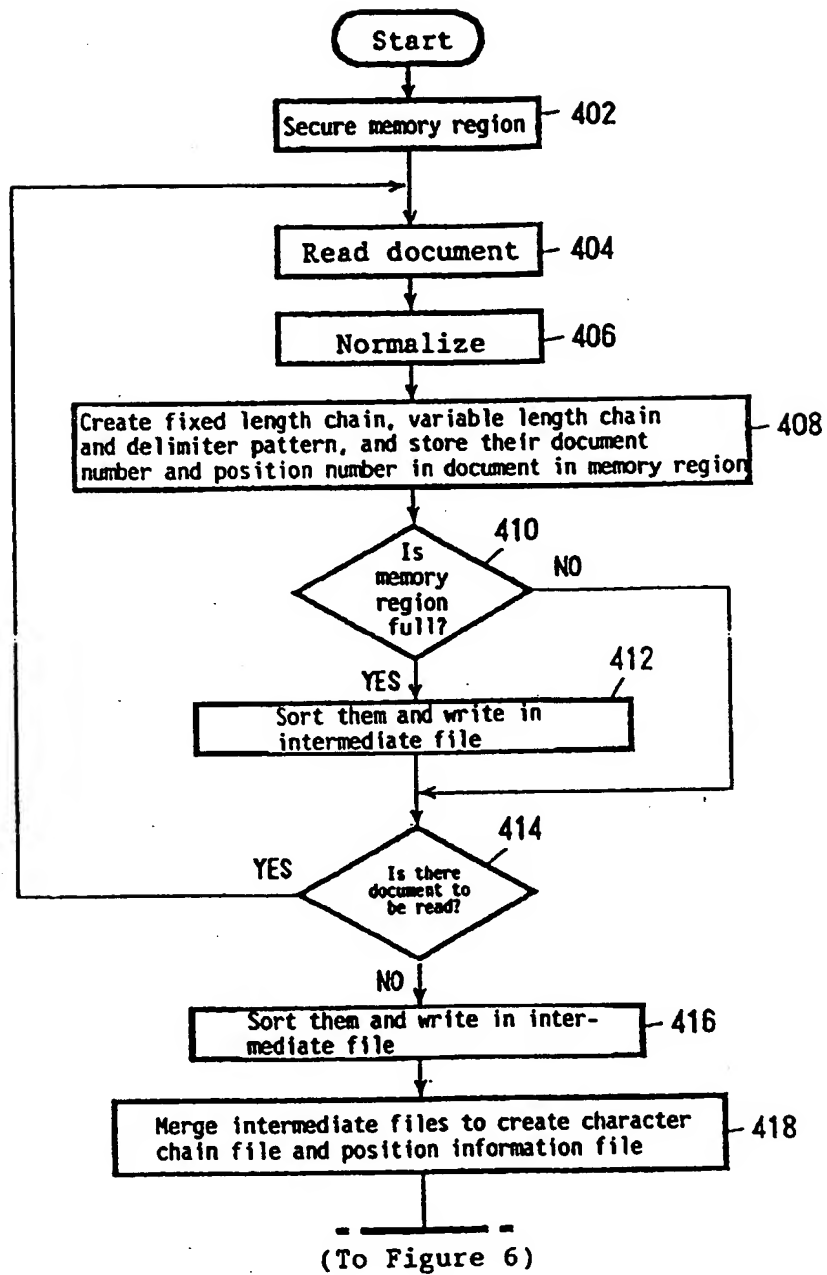 Start
Secure memory region
402
Read document
404
Normalize
406
Create fixed length chain, variable length chain
and delimiter pattern, and store their document
number and position number in document in memory region
408
410
Is
memory
region
full?
NO
YES
412
Sort them and write in
intermediate file
414
YES
Is there
document to
be read?
NO
Sort them and write in inter-
mediate file
416
Merge intermediate files to create character
chain file and position information file
418
(To Figure 6)